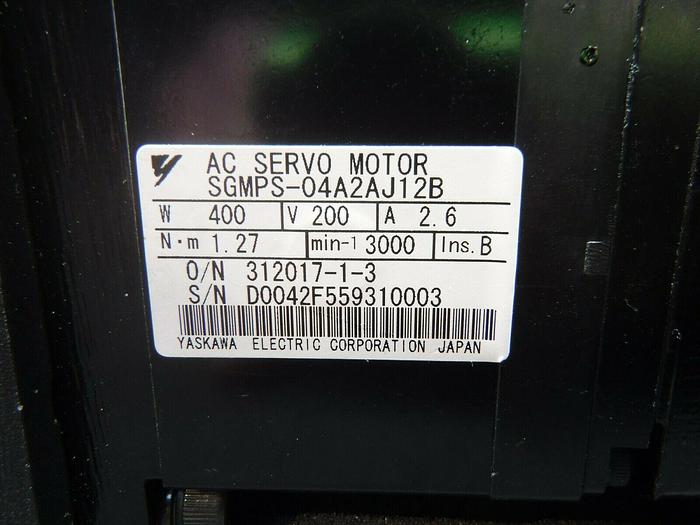 AC SERVO MOTOR
SGMPS-04A2AJ12B
W 400 V 200 A 2.6
N·m 1.27 min-1 3000 Ins. B
O/N 312017-1-3
S/N D0042F559310003
YASKAWA ELECTRIC CORPORATION JAPAN